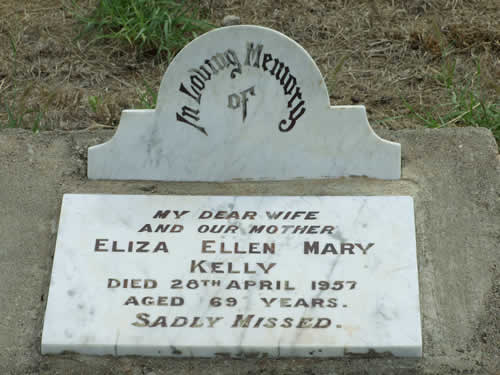 In Loving Memory
of
MY DEAR WIFE
AND OUR MOTHER
ELIZA ELLEN MARY
KELLY
DIED 28TH APRIL 1957
AGED 69 YEARS.
SADLY MISSED.